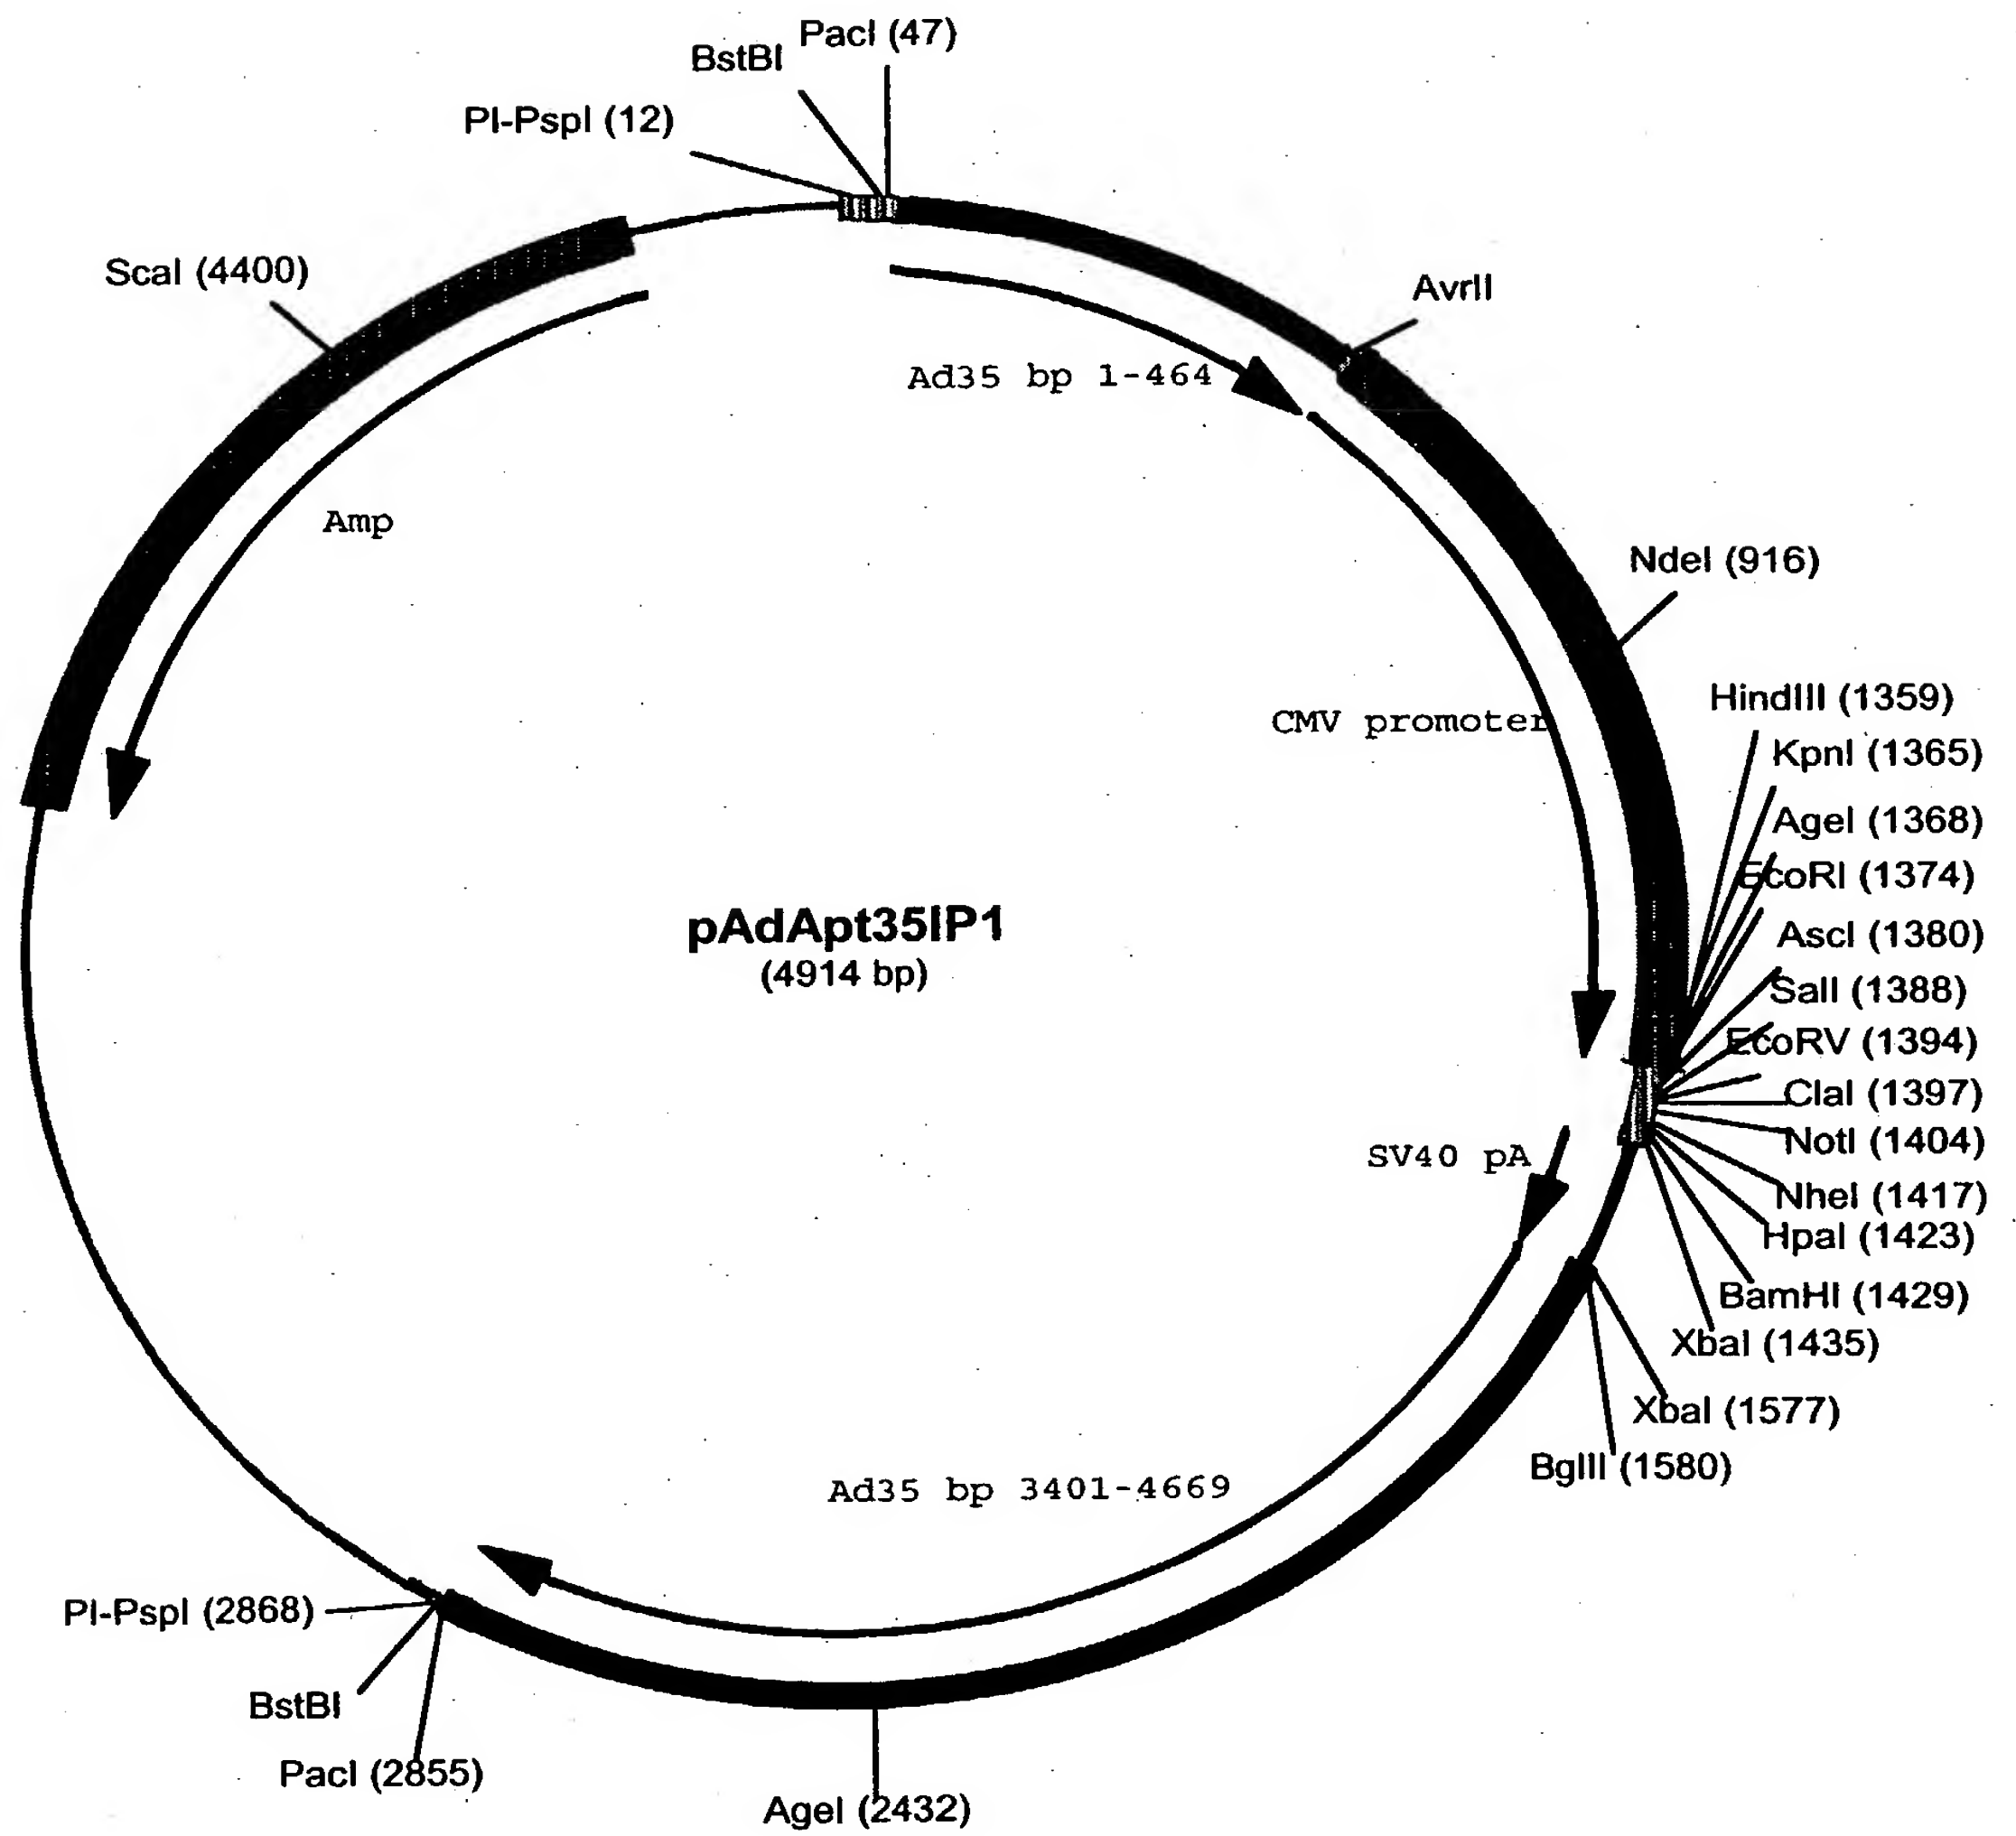 PacI (47)
BstBI
PI-PspI (12)
ScaI (4400)
AvrII
Ad35 bp 1-464
Amp
NdeI (916)
HindIII (1359)
CMV promoter
KpnI (1365)
AgeI (1368)
EcoRI (1374)
pAdApt35IP1
(4914 bp)
AscI (1380)
SalI (1388)
EcoRV (1394)
ClaI (1397)
NotI (1404)
SV40 pA
NheI (1417)
HpaI (1423)
BamHI (1429)
XbaI (1435)
XbaI (1577)
BglII (1580)
Ad35 bp 3401-4669
PI-PspI (2868)
BstBI
PacI (2855)
AgeI (2432)